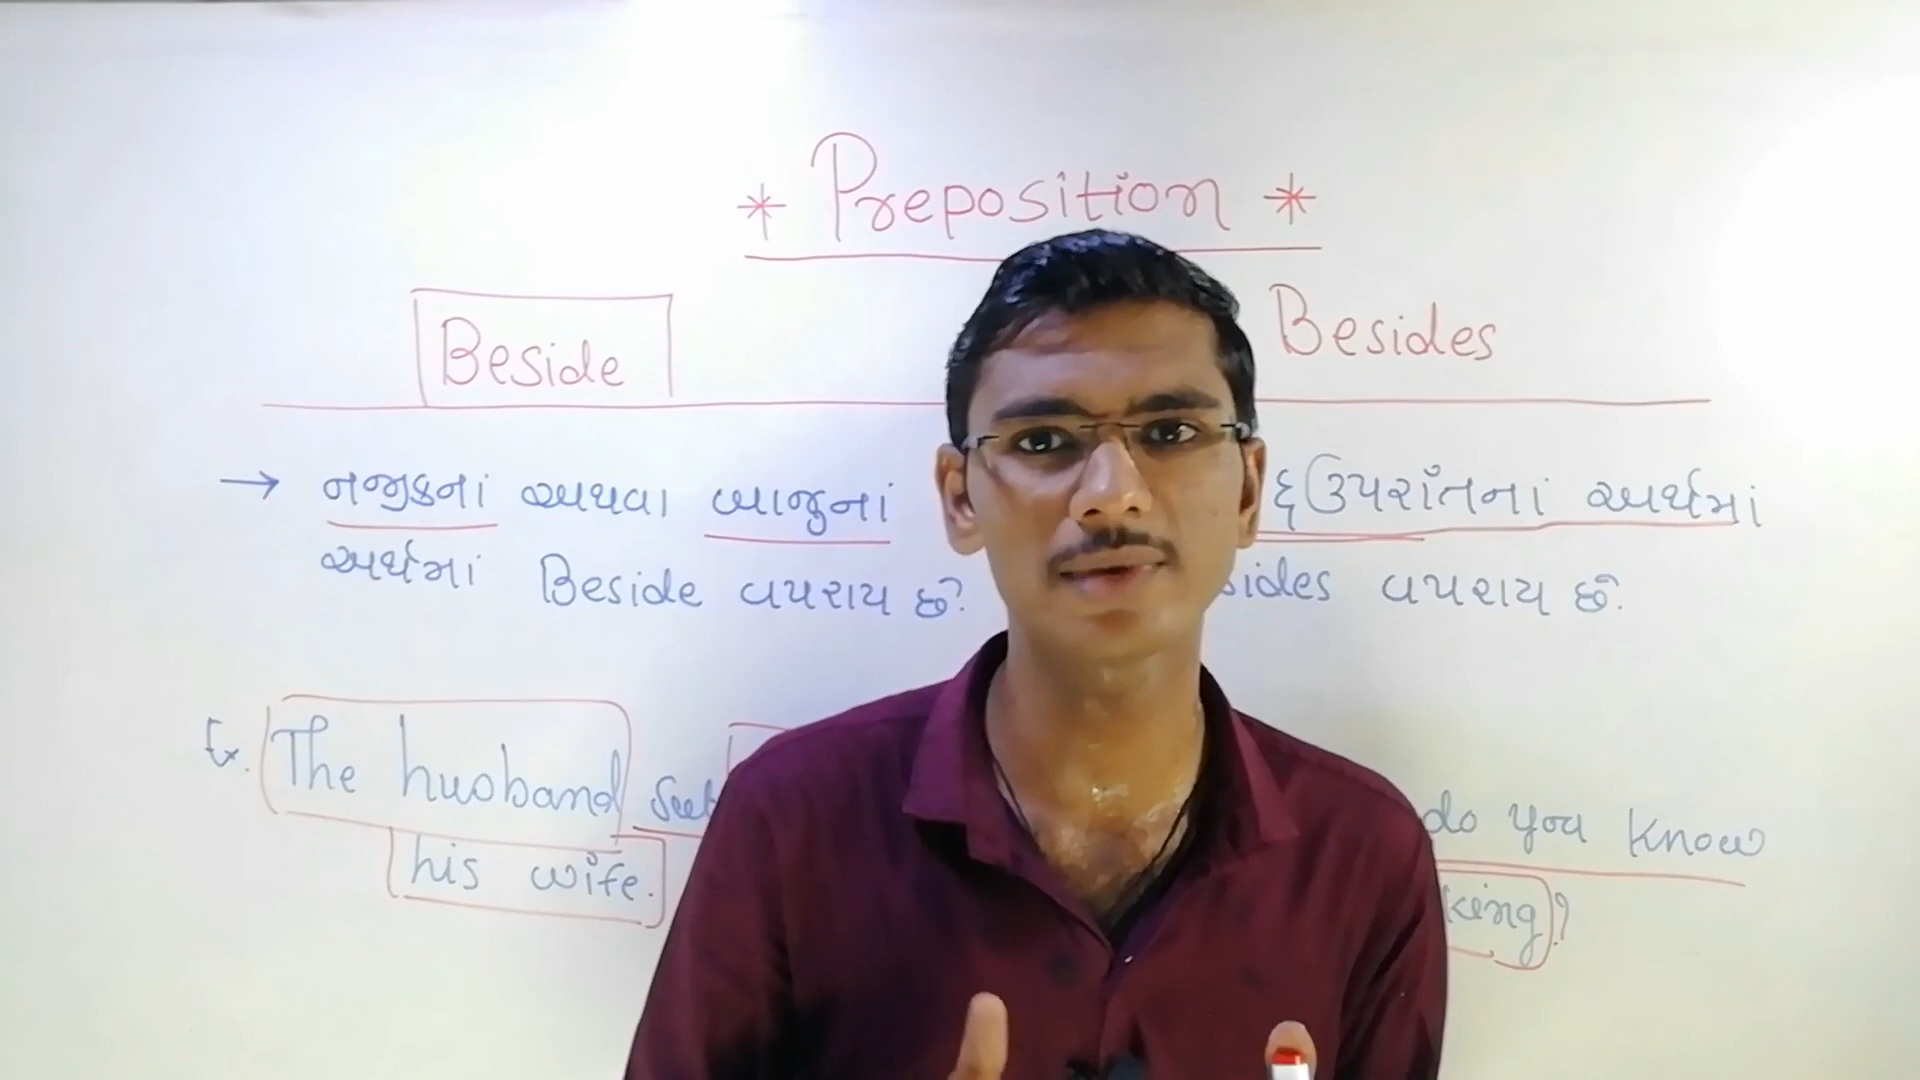 * Preposition *
Beside
Besides
→ નજીકનાં અથવા બાજુનાં
અર્થમાં Beside વપરાય છે.
ઉપરાંતનાં અર્થમાં
વપરાય છે.
Ex. The husband
his wife.
do you know